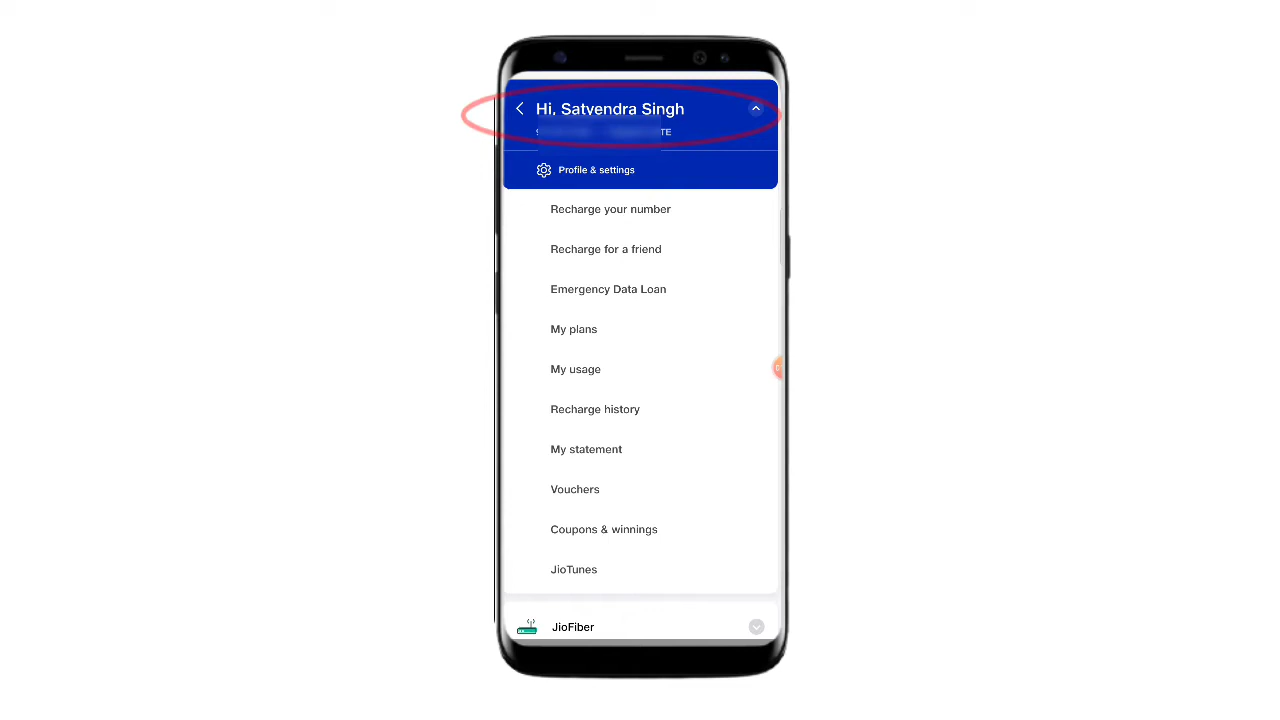 Hi, Satyendra Singh
Profile & settings
Recharge your number
Recharge for a friend
Emergency Data Loan
My plans
My usage
Recharge history
My statement
Vouchers
Coupons & winnings
JioTunes
JioFiber